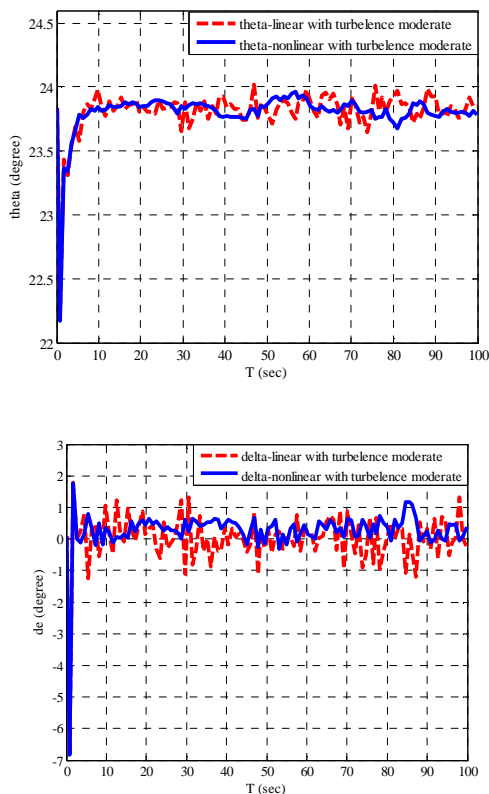 24.5
24
23.5
23
22.5
22
theta (degree)
theta-linear with turbelence moderate
theta-nonlinear with turbelence moderate
0 10 20 30 40 50 60 70 80 90 100
T (sec)
3
2
1
0
-1
-2
-3
-4
-5
-6
-7
de (degree)
delta-linear with turbelence moderate
delta-nonlinear with turbelence moderate
0 10 20 30 40 50 60 70 80 90 100
T (sec)